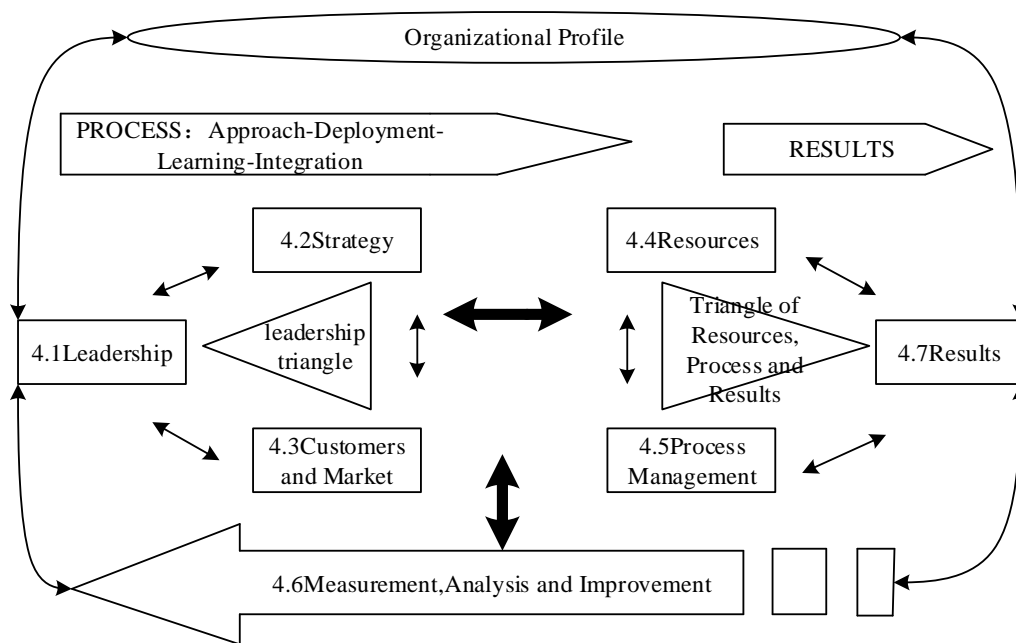 Organizational Profile
PROCESS：Approach-Deployment-
Learning-Integration
RESULTS
4.2Strategy
4.4Resources
4.1Leadership
leadership
triangle
Triangle of
Resources,
Process and
Results
4.7Results
4.3Customers
and Market
4.5Process
Management
4.6Measurement,Analysis and Improvement